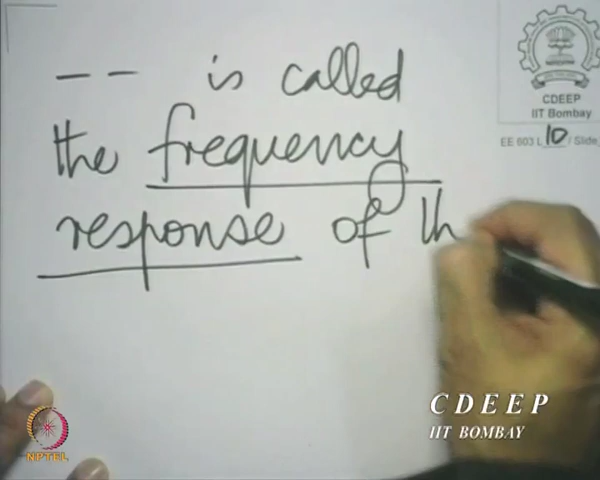 -- is called
the frequency
response of th
CDEEP
IIT Bombay
EE 603 L 10 / Slide
CDEEP
IIT BOMBAY
NPTEL